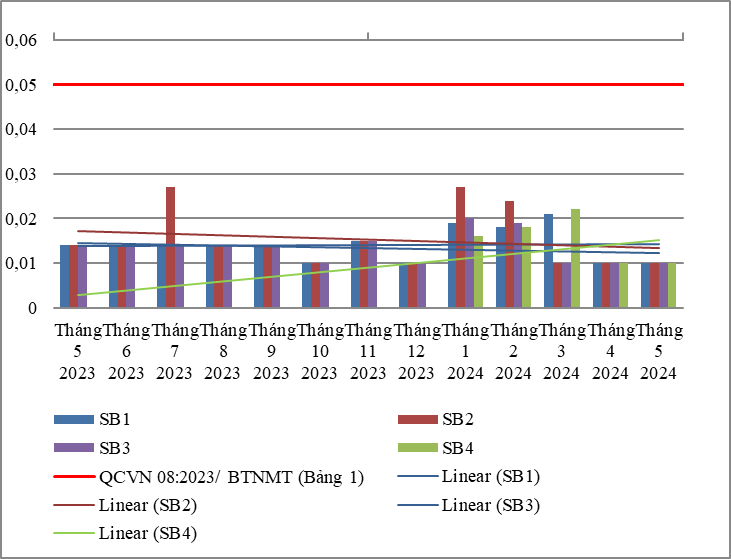 0,06
0,05
0,04
0,03
0,02
0,01
0
Tháng Tháng Tháng Tháng Tháng Tháng Tháng Tháng Tháng Tháng Tháng Tháng Tháng
5 6 7 8 9 10 11 12 1 2 3 4 5
2023 2023 2023 2023 2023 2023 2023 2023 2024 2024 2024 2024 2024
SB1 SB2
SB3 SB4
QCVN 08:2023/ BTNMT (Bảng 1) Linear (SB1)
Linear (SB2) Linear (SB3)
Linear (SB4)